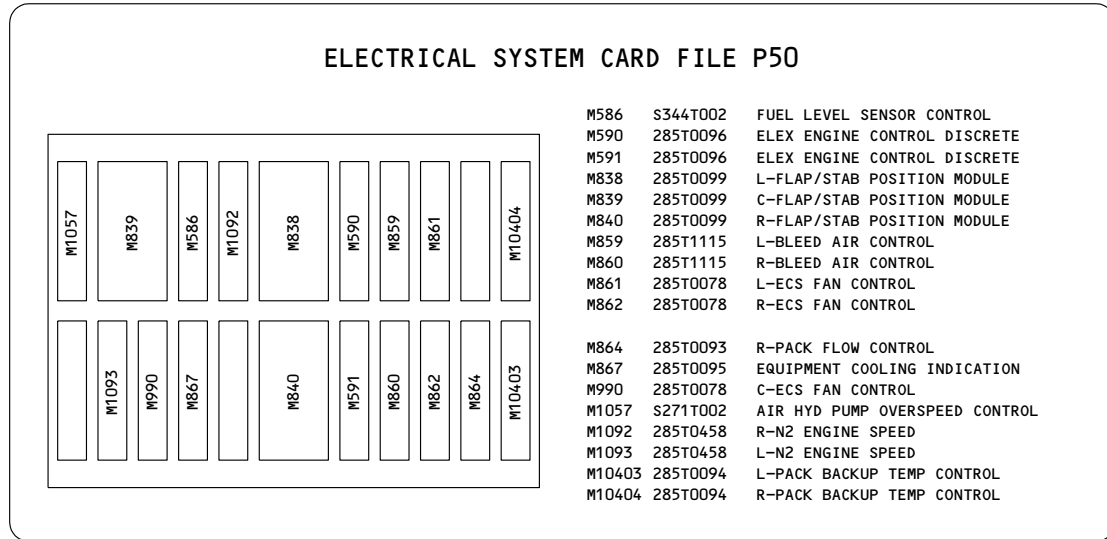 ELECTRICAL SYSTEM CARD FILE P50
M1057 M839 M586 M1092 M838 M590 M859 M861 M10404
M1093 M990 M867 M840 M591 M860 M862 M864 M10403
M586 S344T002 FUEL LEVEL SENSOR CONTROL
M590 285T0096 ELEX ENGINE CONTROL DISCRETE
M591 285T0096 ELEX ENGINE CONTROL DISCRETE
M838 285T0099 L-FLAP/STAB POSITION MODULE
M839 285T0099 C-FLAP/STAB POSITION MODULE
M840 285T0099 R-FLAP/STAB POSITION MODULE
M859 285T1115 L-BLEED AIR CONTROL
M860 285T1115 R-BLEED AIR CONTROL
M861 285T0078 L-ECS FAN CONTROL
M862 285T0078 R-ECS FAN CONTROL
M864 285T0093 R-PACK FLOW CONTROL
M867 285T0095 EQUIPMENT COOLING INDICATION
M990 285T0078 C-ECS FAN CONTROL
M1057 S271T002 AIR HYD PUMP OVERSPEED CONTROL
M1092 285T0458 R-N2 ENGINE SPEED
M1093 285T0458 L-N2 ENGINE SPEED
M10403 285T0094 L-PACK BACKUP TEMP CONTROL
M10404 285T0094 R-PACK BACKUP TEMP CONTROL